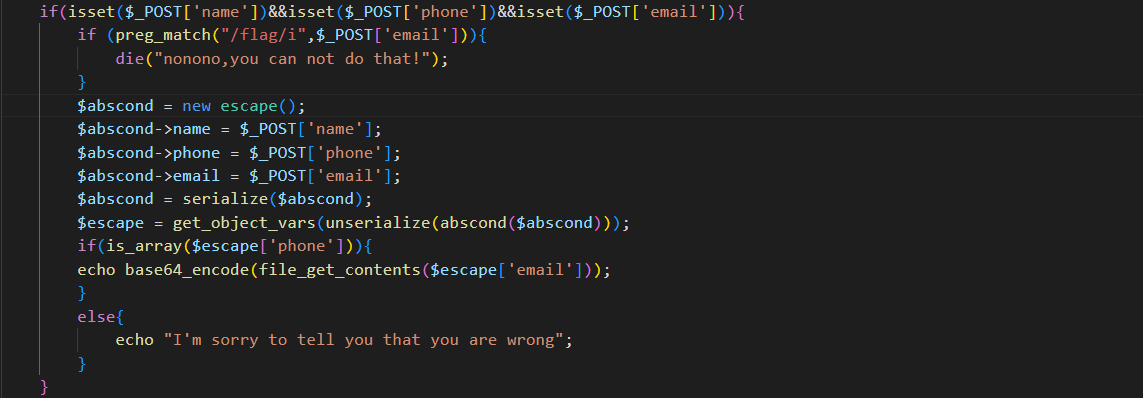 if(isset($_POST['name'])&&isset($_POST['phone'])&&isset($_POST['email'])){
if (preg_match("/flag/i",$_POST['email'])){
die("nonono,you can not do that!");
}
$abscond = new escape();
$abscond->name = $_POST['name'];
$abscond->phone = $_POST['phone'];
$abscond->email = $_POST['email'];
$abscond = serialize($abscond);
$escape = get_object_vars(unserialize(abscond($abscond)));
if(is_array($escape['phone'])){
echo base64_encode(file_get_contents($escape['email']));
}
else{
echo "I'm sorry to tell you that you are wrong";
}
}